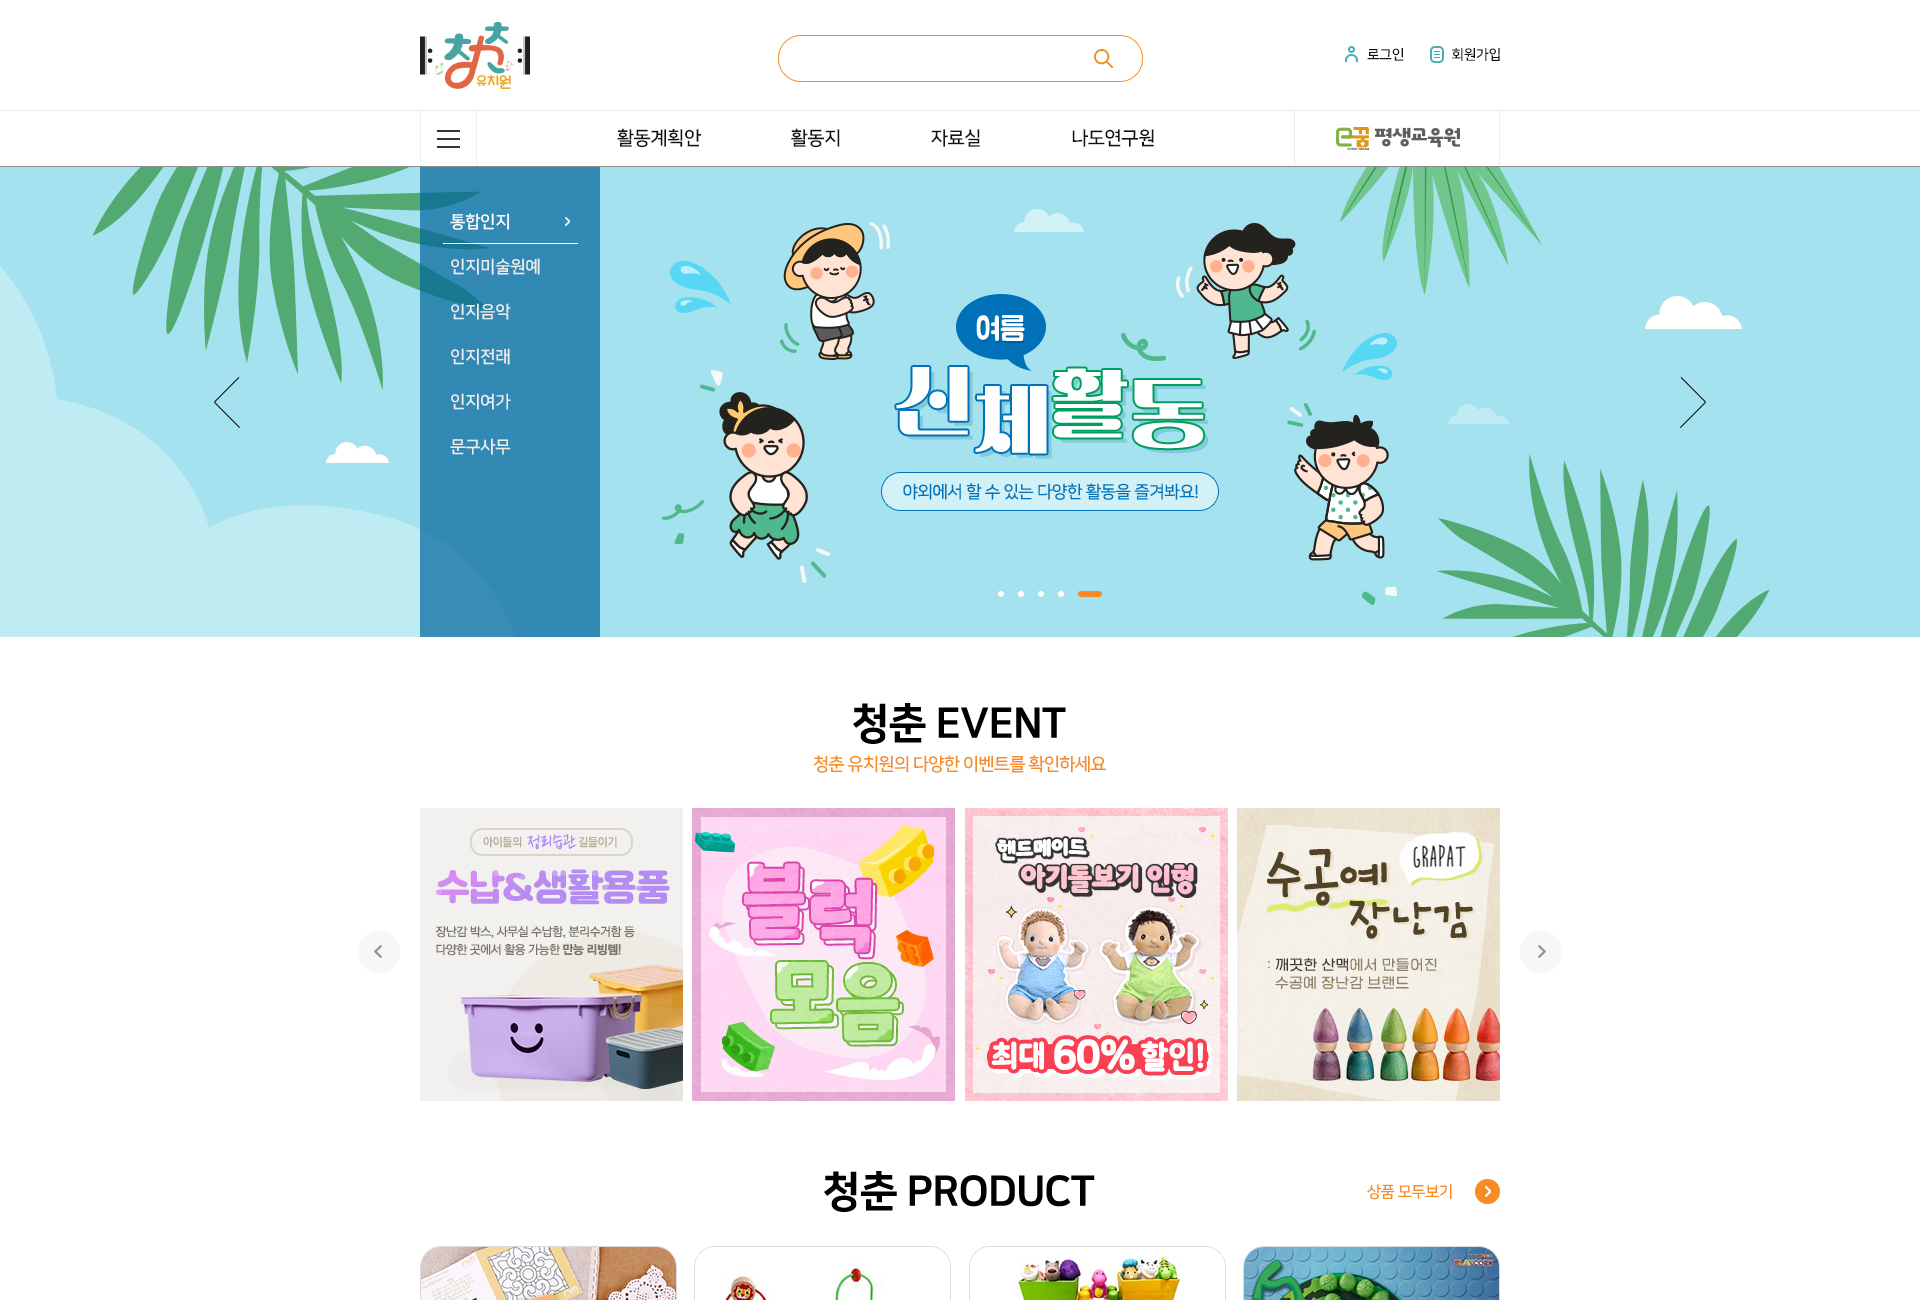 청춘
유치원
로그인
회원가입
활동계획안
활동지
자료실
나도연구원
e꿈 평생교육원
통합인지
인지미술원예
인지음악
인지전래
인지여가
문구사무
여름
신체활동
야외에서 할 수 있는 다양한 활동을 즐겨봐요!
청춘 EVENT
청춘 유치원의 다양한 이벤트를 확인하세요
아이들의 정리습관 길들이기
수납&생활용품
장난감 박스, 사무실 수납함, 분리수거함 등
다양한 곳에서 활용 가능한 만능 리빙템!
블럭
모음
핸드메이드
아기돌보기 인형
최대 60% 할인!
GRAPAT
수공예
장난감
: 깨끗한 산맥에서 만들어진
수공예 장난감 브랜드
청춘 PRODUCT
상품 모두보기